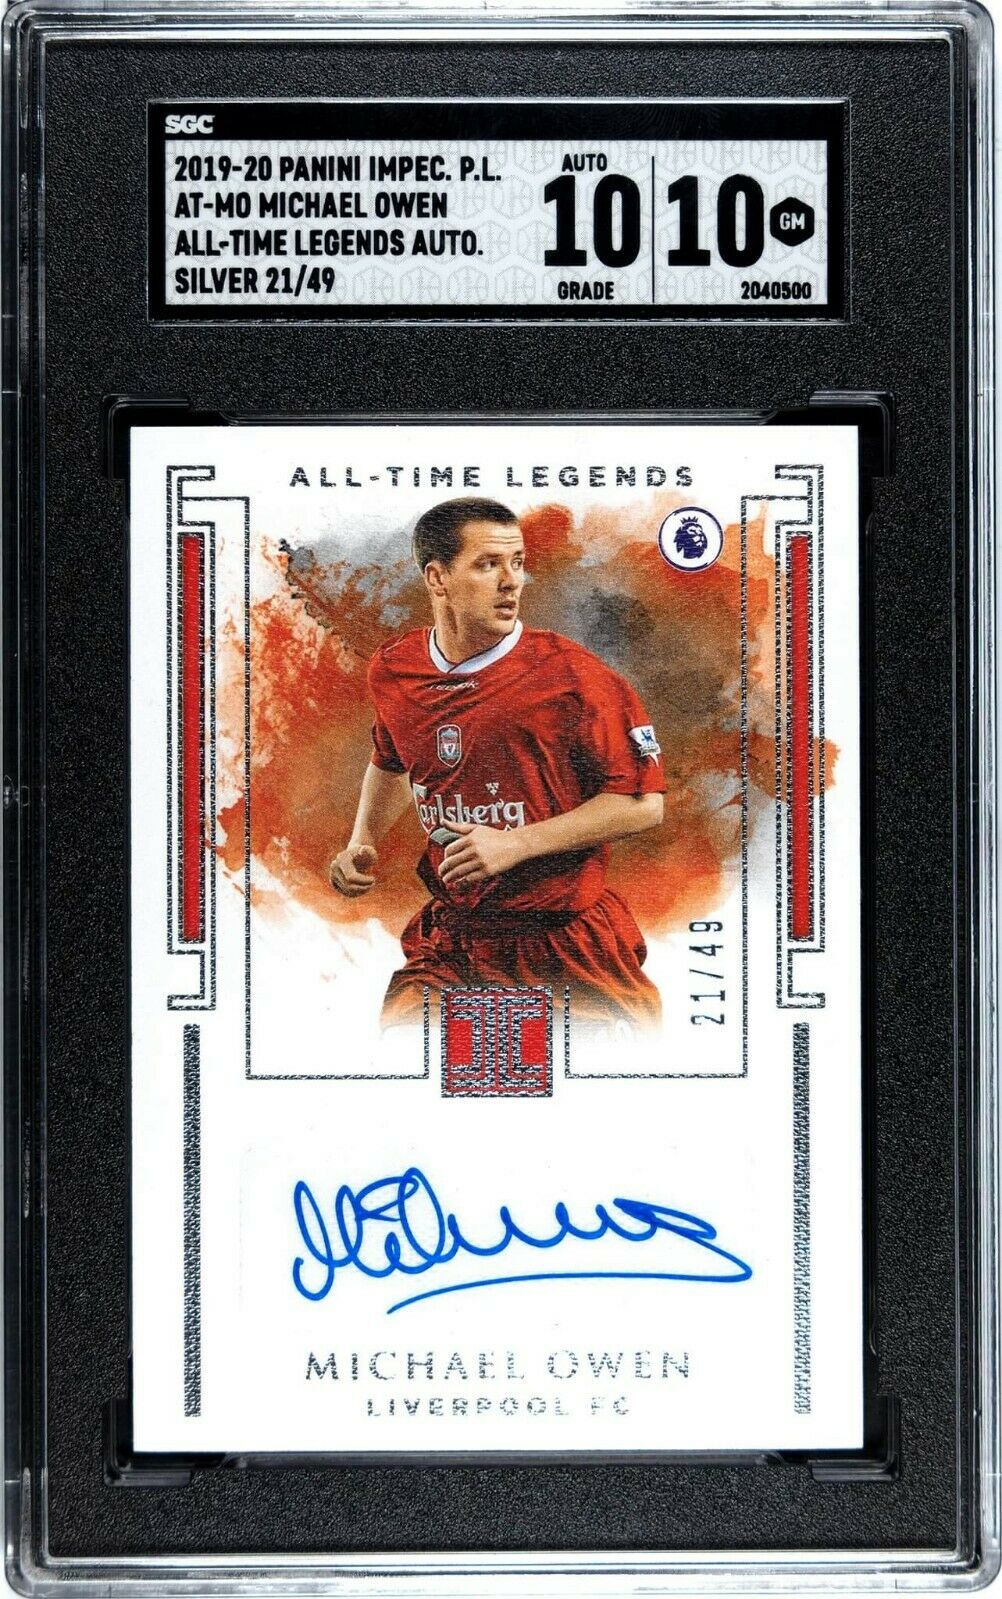 SGC
2019-20 PANINI IMPEC. P.L.
AT-MO MICHAEL OWEN
ALL-TIME LEGENDS AUTO.
SILVER 21/49
AUTO
10
GRADE
10
GM
2040500
ALL-TIME LEGENDS
Reebok
Carlsberg
21/49
MICHAEL OWEN
LIVERPOOL FC